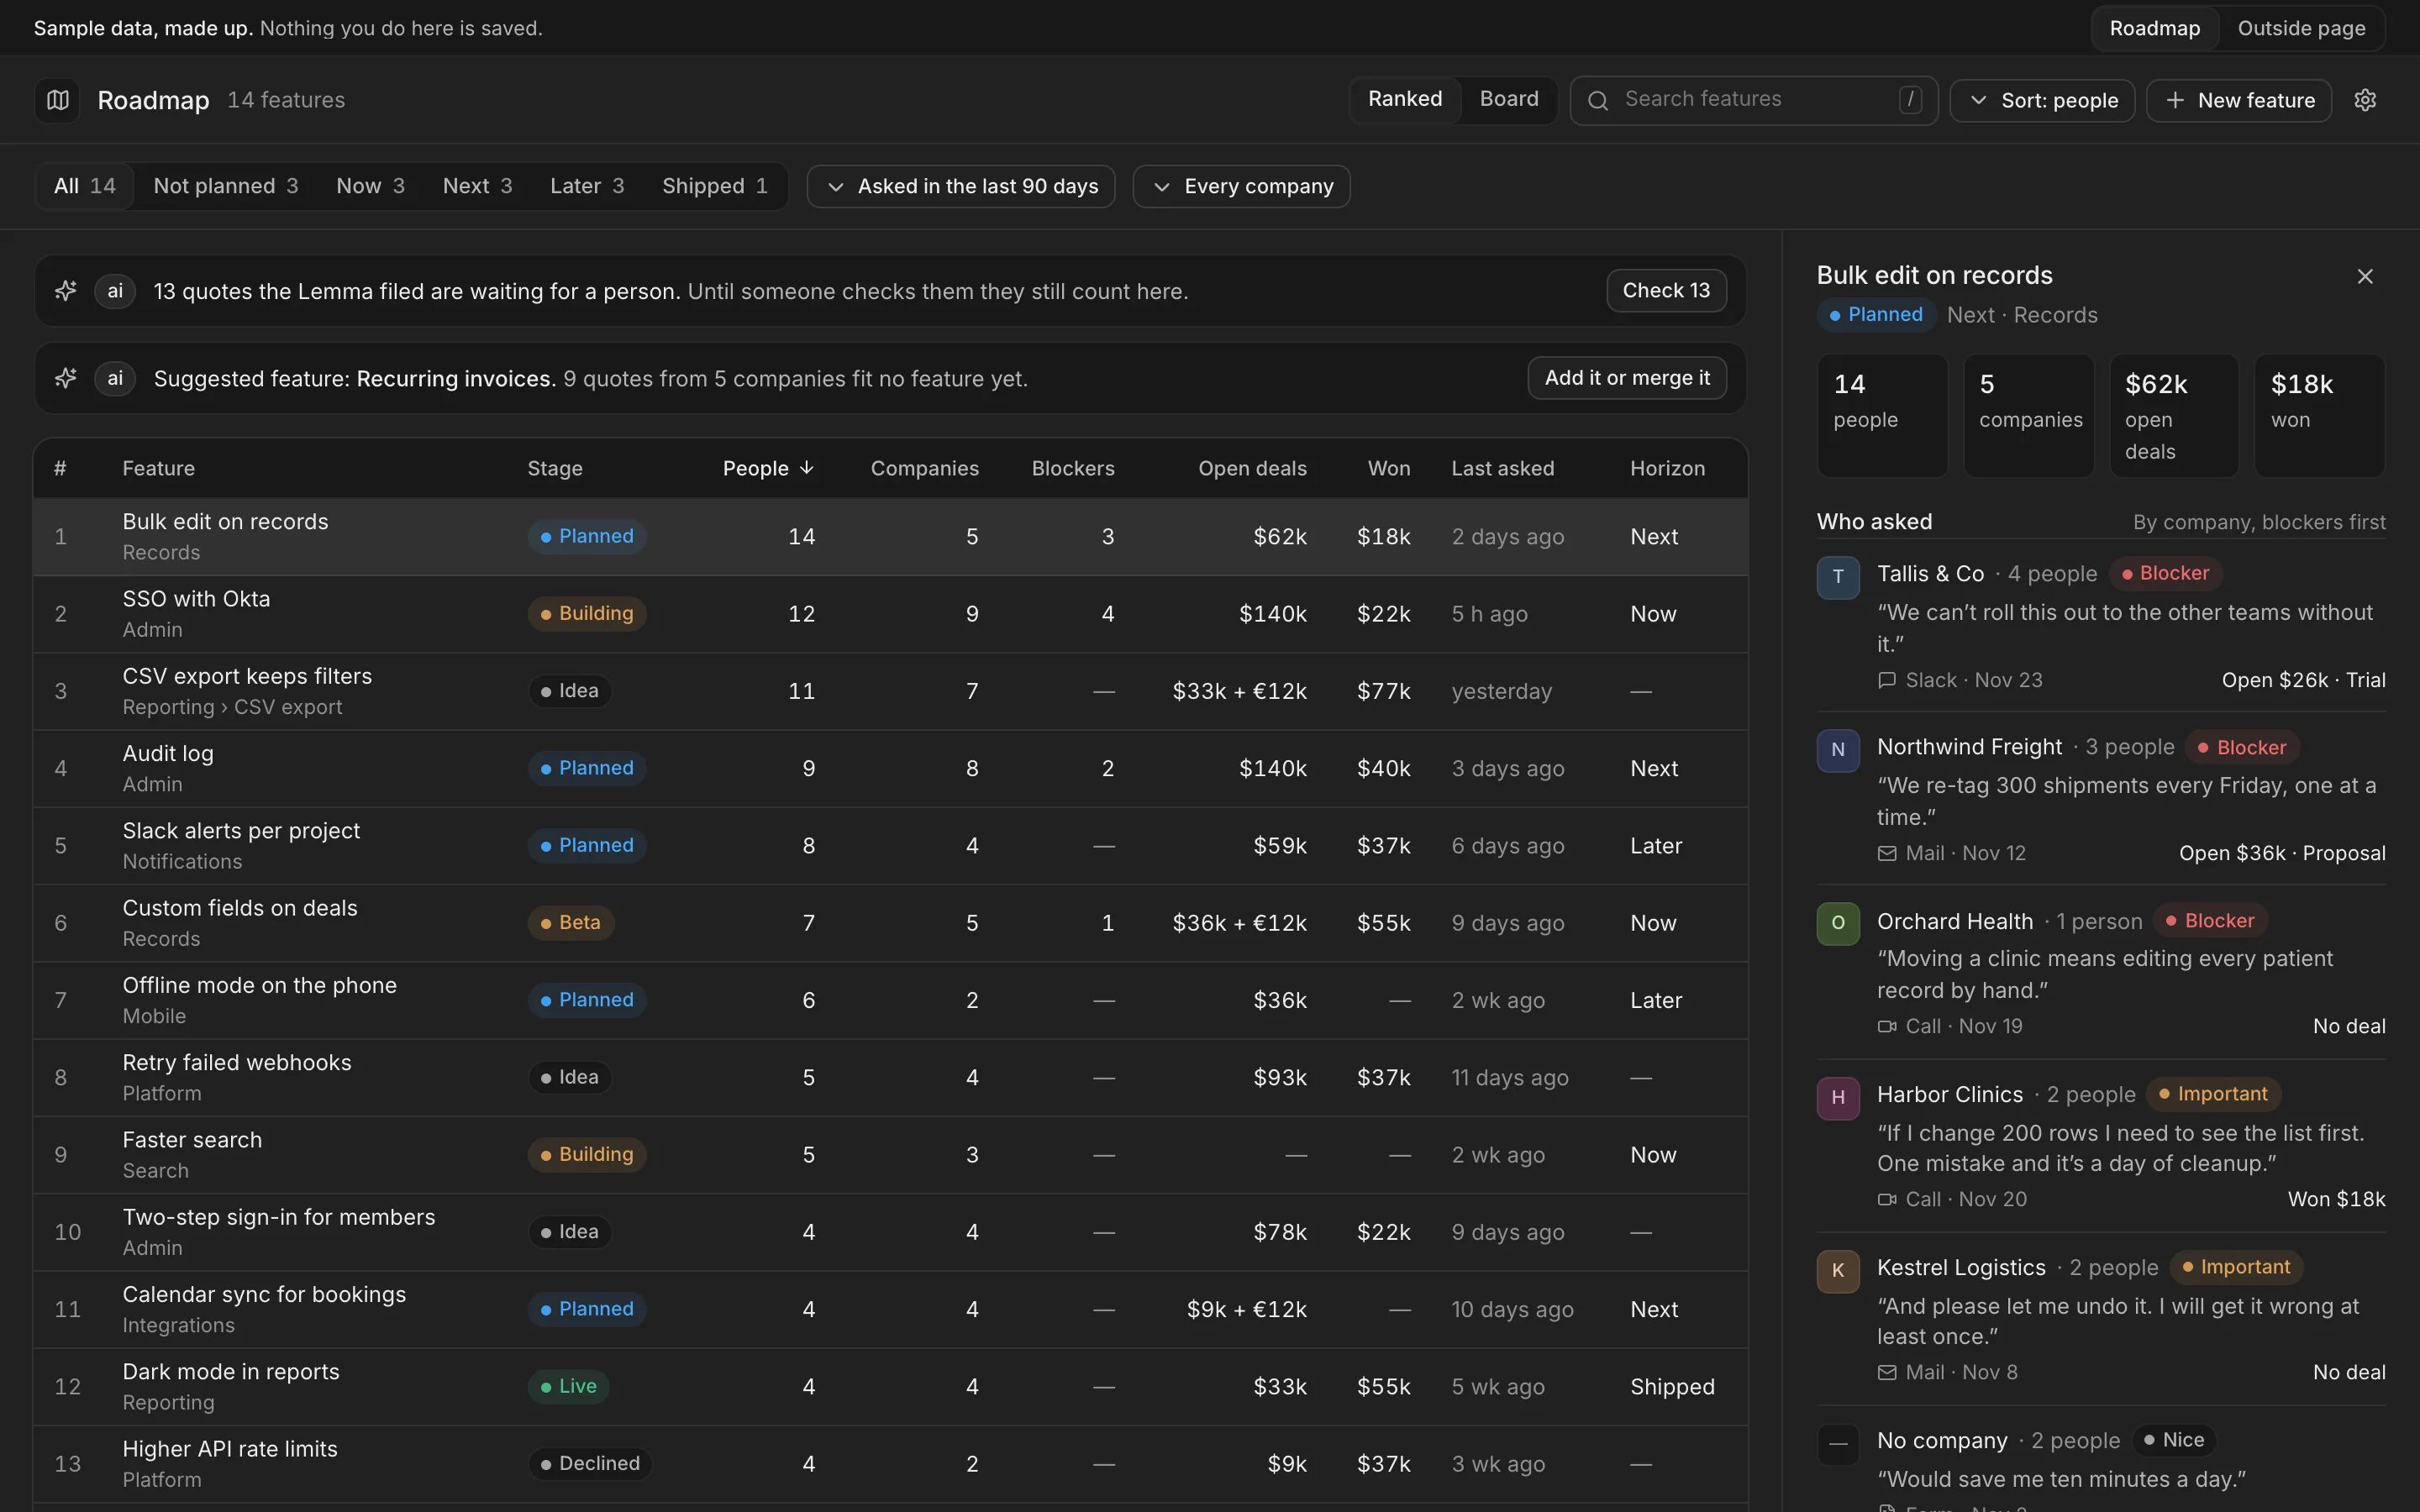 Sample data, made up. Nothing you do here is saved.
Roadmap
Outside page
Roadmap 14 features
Ranked
Board
Search features /
Sort: people
New feature
All 14
Not planned 3
Now 3
Next 3
Later 3
Shipped 1
Asked in the last 90 days
Every company
ai 13 quotes the Lemma filed are waiting for a person. Until someone checks them they still count here.
Check 13
ai Suggested feature: Recurring invoices. 9 quotes from 5 companies fit no feature yet.
Add it or merge it
# Feature Stage People ↓ Companies Blockers Open deals Won Last asked Horizon
1 Bulk edit on records Planned 14 5 3 $62k $18k 2 days ago Next
Records
2 SSO with Okta Building 12 9 4 $140k $22k 5 h ago Now
Admin
3 CSV export keeps filters Idea 11 7 — $33k + €12k $77k yesterday —
Reporting › CSV export
4 Audit log Planned 9 8 2 $140k $40k 3 days ago Next
Admin
5 Slack alerts per project Planned 8 4 — $59k $37k 6 days ago Later
Notifications
6 Custom fields on deals Beta 7 5 1 $36k + €12k $55k 9 days ago Now
Records
7 Offline mode on the phone Planned 6 2 — $36k — 2 wk ago Later
Mobile
8 Retry failed webhooks Idea 5 4 — $93k $37k 11 days ago —
Platform
9 Faster search Building 5 3 — — — 2 wk ago Now
Search
10 Two-step sign-in for members Idea 4 4 — $78k $22k 9 days ago —
Admin
11 Calendar sync for bookings Planned 4 4 — $9k + €12k — 10 days ago Next
Integrations
12 Dark mode in reports Live 4 4 — $33k $55k 5 wk ago Shipped
Reporting
13 Higher API rate limits Declined 4 2 — $9k $37k 3 wk ago —
Platform
Bulk edit on records
Planned Next · Records
14
people
5
companies
$62k
open
deals
$18k
won
Who asked
By company, blockers first
T Tallis & Co · 4 people Blocker
“We can’t roll this out to the other teams without
it.”
Slack · Nov 23 Open $26k · Trial
N Northwind Freight · 3 people Blocker
“We re-tag 300 shipments every Friday, one at a
time.”
Mail · Nov 12 Open $36k · Proposal
O Orchard Health · 1 person Blocker
“Moving a clinic means editing every patient
record by hand.”
Call · Nov 19 No deal
H Harbor Clinics · 2 people Important
“If I change 200 rows I need to see the list first.
One mistake and it’s a day of cleanup.”
Call · Nov 20 Won $18k
K Kestrel Logistics · 2 people Important
“And please let me undo it. I will get it wrong at
least once.”
Mail · Nov 8 No deal
— No company · 2 people Nice
“Would save me ten minutes a day.”